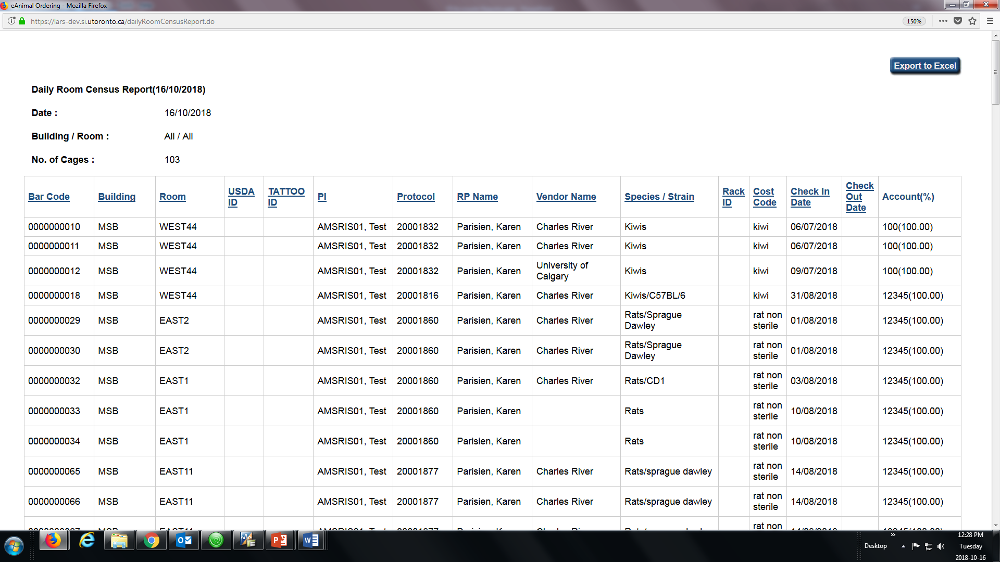 eAnimal Ordering - Mozilla Firefox
https://lars-dev.si.utoronto.ca/dailyRoomCensusReport.do
150%
Export to Excel
Daily Room Census Report(16/10/2018)
Date : 16/10/2018
Building / Room : All / All
No. of Cages : 103
Bar Code Building Room USDA ID TATTOO ID PI Protocol RP Name Vendor Name Species / Strain Rack ID Cost Code Check In Date Check Out Date Account(%)
0000000010 MSB WEST44 AMSRIS01, Test 20001832 Parisien, Karen Charles River Kiwis kiwi 06/07/2018 100(100.00)
0000000011 MSB WEST44 AMSRIS01, Test 20001832 Parisien, Karen Charles River Kiwis kiwi 06/07/2018 100(100.00)
0000000012 MSB WEST44 AMSRIS01, Test 20001832 Parisien, Karen University of Calgary Kiwis kiwi 09/07/2018 100(100.00)
0000000018 MSB WEST44 AMSRIS01, Test 20001816 Parisien, Karen Charles River Kiwis/C57BL/6 kiwi 31/08/2018 12345(100.00)
0000000029 MSB EAST2 AMSRIS01, Test 20001860 Parisien, Karen Charles River Rats/Sprague Dawley rat non sterile 01/08/2018 12345(100.00)
0000000030 MSB EAST2 AMSRIS01, Test 20001860 Parisien, Karen Charles River Rats/Sprague Dawley rat non sterile 01/08/2018 12345(100.00)
0000000032 MSB EAST1 AMSRIS01, Test 20001860 Parisien, Karen Charles River Rats/CD1 rat non sterile 03/08/2018 12345(100.00)
0000000033 MSB EAST1 AMSRIS01, Test 20001860 Parisien, Karen Rats rat non sterile 10/08/2018 12345(100.00)
0000000034 MSB EAST1 AMSRIS01, Test 20001860 Parisien, Karen Rats rat non sterile 10/08/2018 12345(100.00)
0000000065 MSB EAST11 AMSRIS01, Test 20001877 Parisien, Karen Charles River Rats/sprague dawley rat non sterile 14/08/2018 12345(100.00)
0000000066 MSB EAST11 AMSRIS01, Test 20001877 Parisien, Karen Charles River Rats/sprague dawley rat non sterile 14/08/2018 12345(100.00)
rat non
Desktop
12:28 PM
Tuesday
2018-10-16